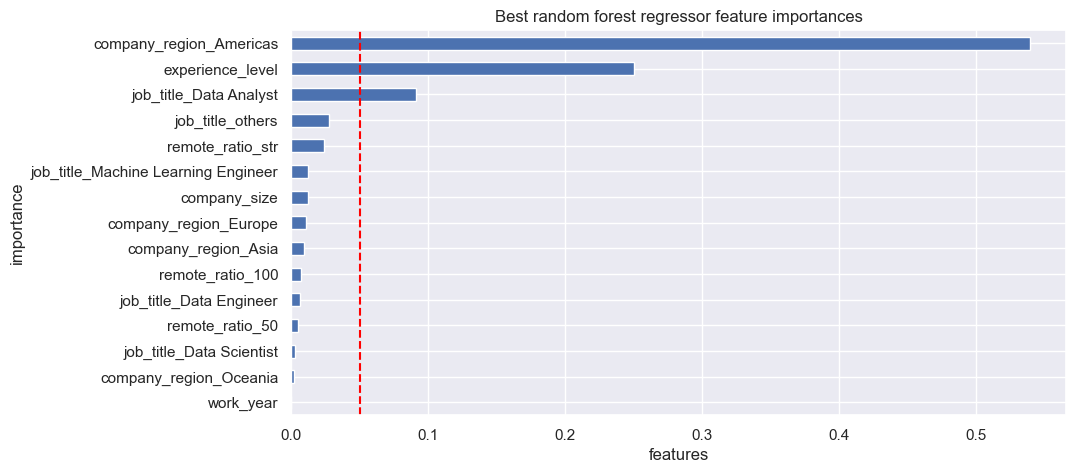 Best random forest regressor feature importances
company_region_Americas
experience_level
job_title_Data Analyst
job_title_others
remote_ratio_str
job_title_Machine Learning Engineer
company_size
company_region_Europe
company_region_Asia
remote_ratio_100
job_title_Data Engineer
remote_ratio_50
job_title_Data Scientist
company_region_Oceania
work_year
importance
0.0 0.1 0.2 0.3 0.4 0.5
features